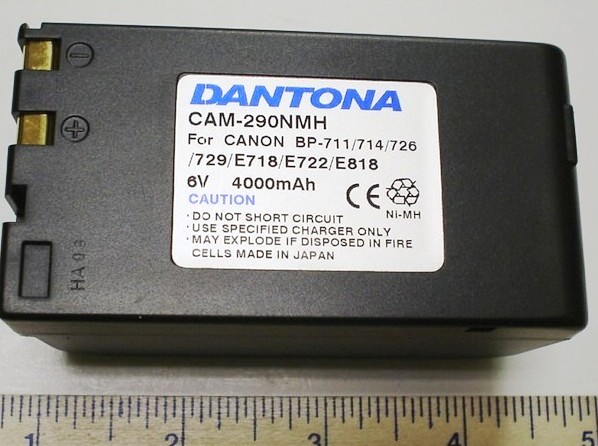 DANTONA
CAM-290NMH
For CANON BP-711/714/726
/729/E718/E722/E818
6V 4000mAh
CE
Ni-MH
CAUTION
·DO NOT SHORT CIRCUIT
·USE SPECIFIED CHARGER ONLY
·MAY EXPLODE IF DISPOSED IN FIRE
CELLS MADE IN JAPAN
HA03
1 2 3 4 5